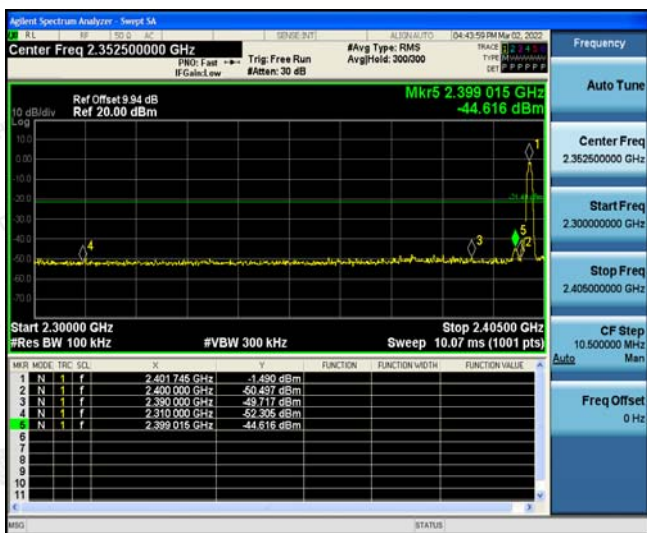 Agilent Spectrum Analyzer - Swept SA
RL RF 50 Ω AC SENSE:INT ALIGN AUTO 04:43:59 PM Mar 02, 2022
Center Freq 2.352500000 GHz
PNO: Fast Trig: Free Run #Avg Type: RMS TRACE 1 2 3 4 5 6
IFGain:Low #Atten: 30 dB Avg|Hold: 300/300 TYPE
DET P P P P P P
Mkr5 2.399 015 GHz
-44.616 dBm
Ref Offset 9.94 dB
10 dB/div Ref 20.00 dBm
Log
10.0
0.00
-10.0
-20.0
-30.0
-40.0
-50.0
-60.0
-70.0
1
3
5
2
4
Start 2.30000 GHz Stop 2.40500 GHz
#Res BW 100 kHz #VBW 300 kHz Sweep 10.07 ms (1001 pts)
MKR MODE TRC SCL X Y FUNCTION FUNCTION WIDTH FUNCTION VALUE
1 N 1 f 2.401 745 GHz -1.490 dBm
2 N 1 f 2.400 000 GHz -50.497 dBm
3 N 1 f 2.390 000 GHz -49.717 dBm
4 N 1 f 2.310 000 GHz -52.305 dBm
5 N 1 f 2.399 015 GHz -44.616 dBm
6
7
8
9
10
11
MSG STATUS
Frequency
Auto Tune
Center Freq
2.352500000 GHz
Start Freq
2.300000000 GHz
Stop Freq
2.405000000 GHz
CF Step
10.500000 MHz
Auto Man
Freq Offset
0 Hz